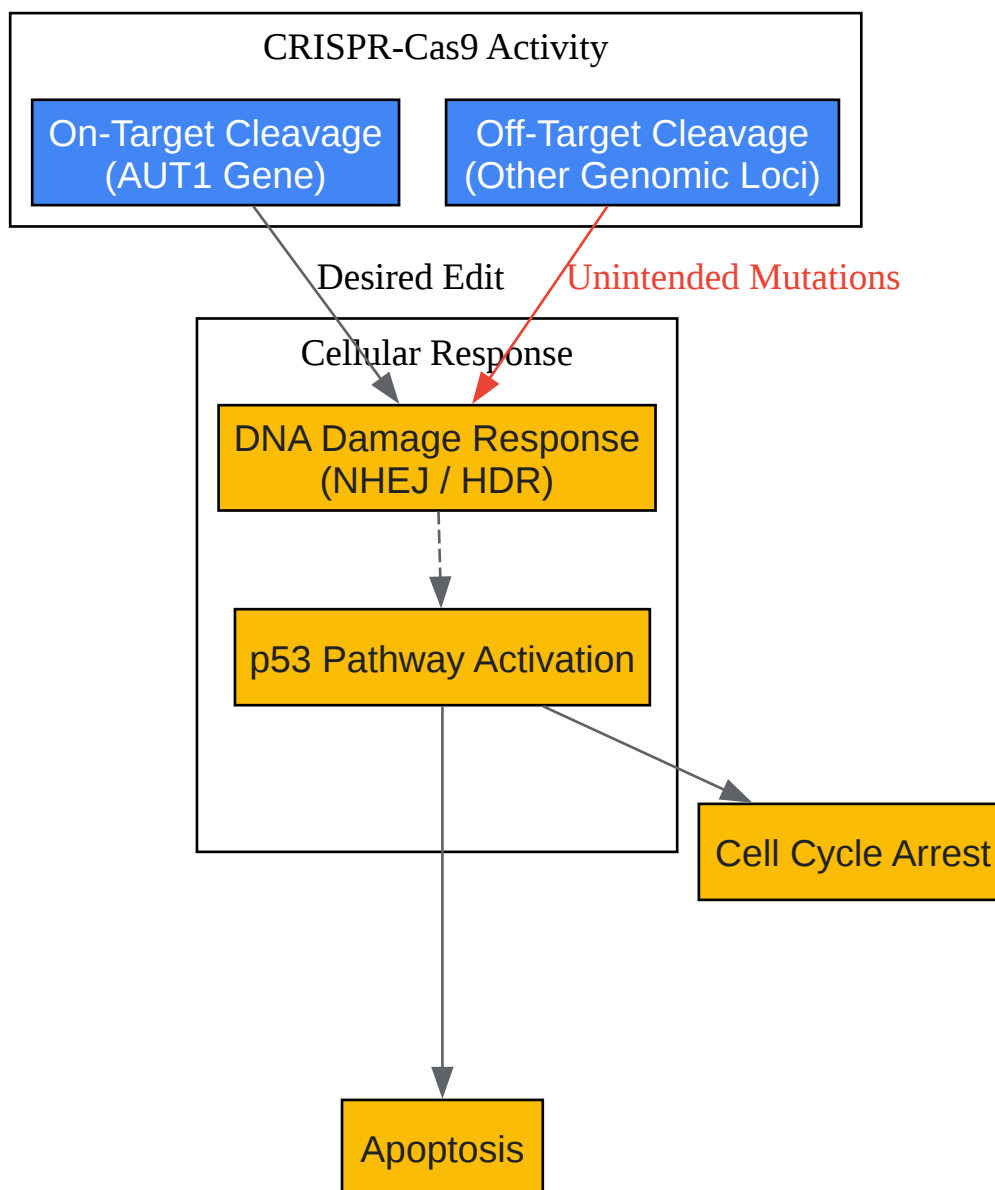 CRISPR-Cas9 Activity
On-Target Cleavage
(AUT1 Gene)
Off-Target Cleavage
(Other Genomic Loci)
Desired Edit
Unintended Mutations
Cellular Response
DNA Damage Response
(NHEJ / HDR)
p53 Pathway Activation
Cell Cycle Arrest
Apoptosis